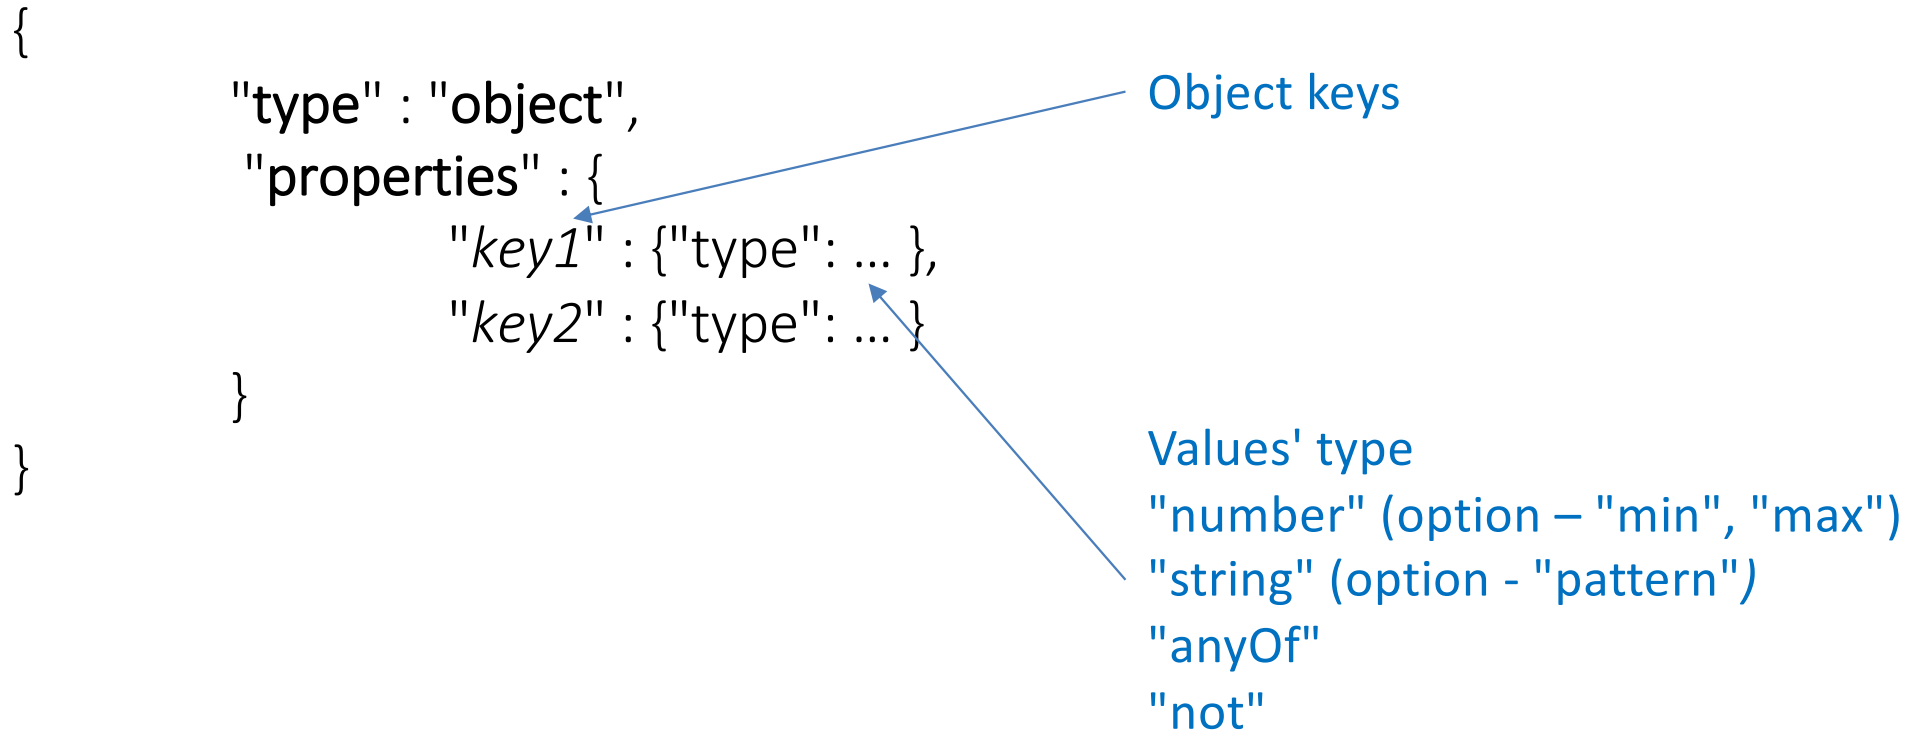 {
"type" : "object",
"properties" : {
"key1" : {"type": ... },
"key2" : {"type": ... }
}
}
Object keys
Values' type
"number" (option – "min", "max")
"string" (option - "pattern")
"anyOf"
"not"